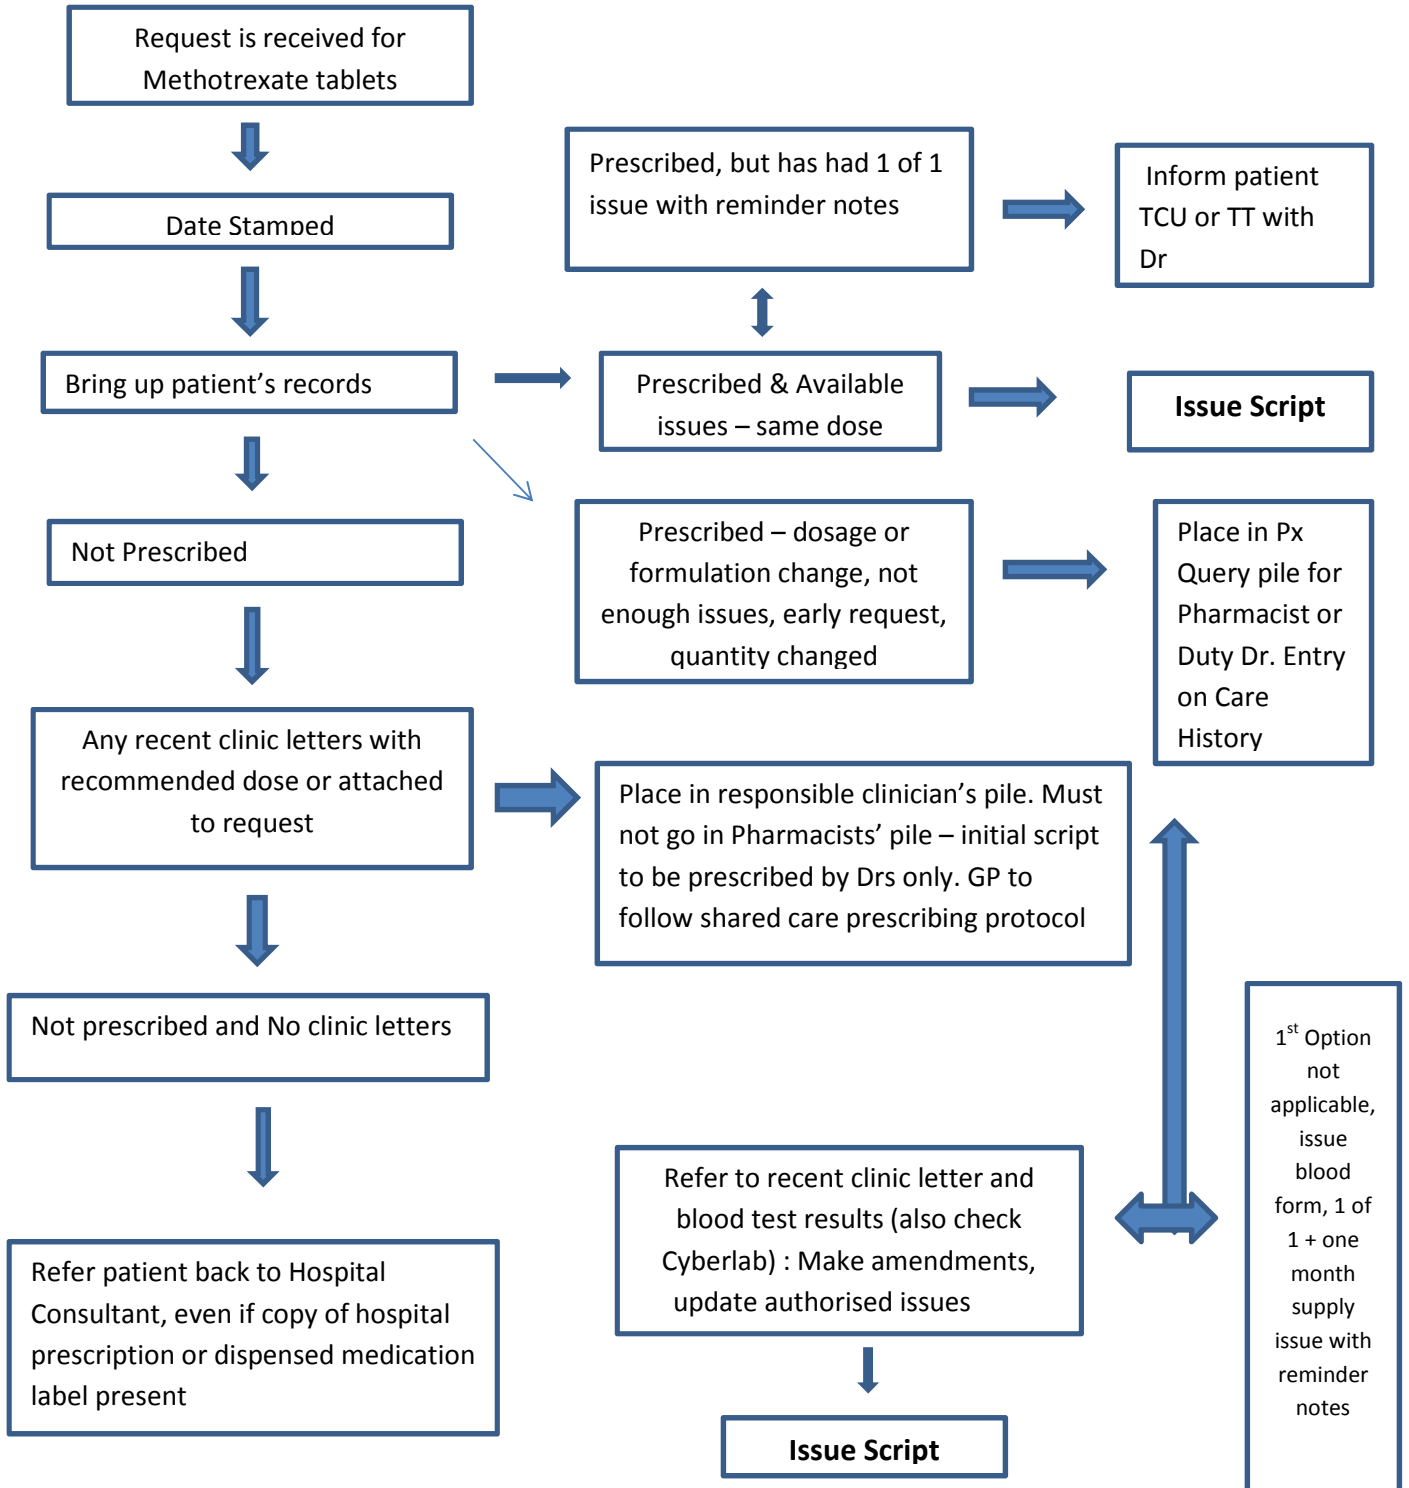 Request is received for
Methotrexate tablets
Date Stamped
Bring up patient's records
Not Prescribed
Any recent clinic letters with
recommended dose or attached
to request
Not prescribed and No clinic letters
Refer patient back to Hospital
Consultant, even if copy of hospital
prescription or dispensed medication
label present
Prescribed, but has had 1 of 1
issue with reminder notes
Inform patient
TCU or TT with
Dr
Prescribed & Available
issues – same dose
Issue Script
Prescribed – dosage or
formulation change, not
enough issues, early request,
quantity changed
Place in Px
Query pile for
Pharmacist or
Duty Dr. Entry
on Care
History
Place in responsible clinician's pile. Must
not go in Pharmacists' pile – initial script
to be prescribed by Drs only. GP to
follow shared care prescribing protocol
Refer to recent clinic letter and
blood test results (also check
Cyberlab) : Make amendments,
update authorised issues
Issue Script
1st Option
not
applicable,
issue
blood
form, 1 of
1 + one
month
supply
issue with
reminder
notes